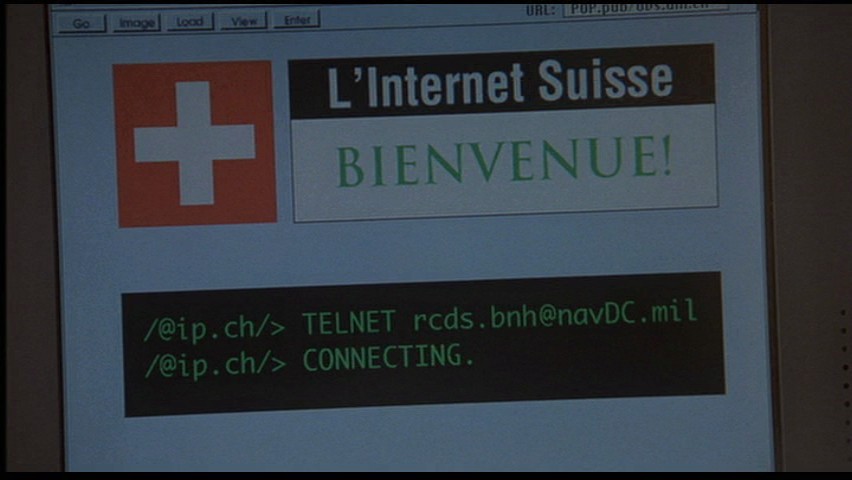 Go Image Load View Enter URL:
L'Internet Suisse
BIENVENUE!
/@ip.ch/> TELNET rcds.bnh@navDC.mil
/@ip.ch/> CONNECTING.